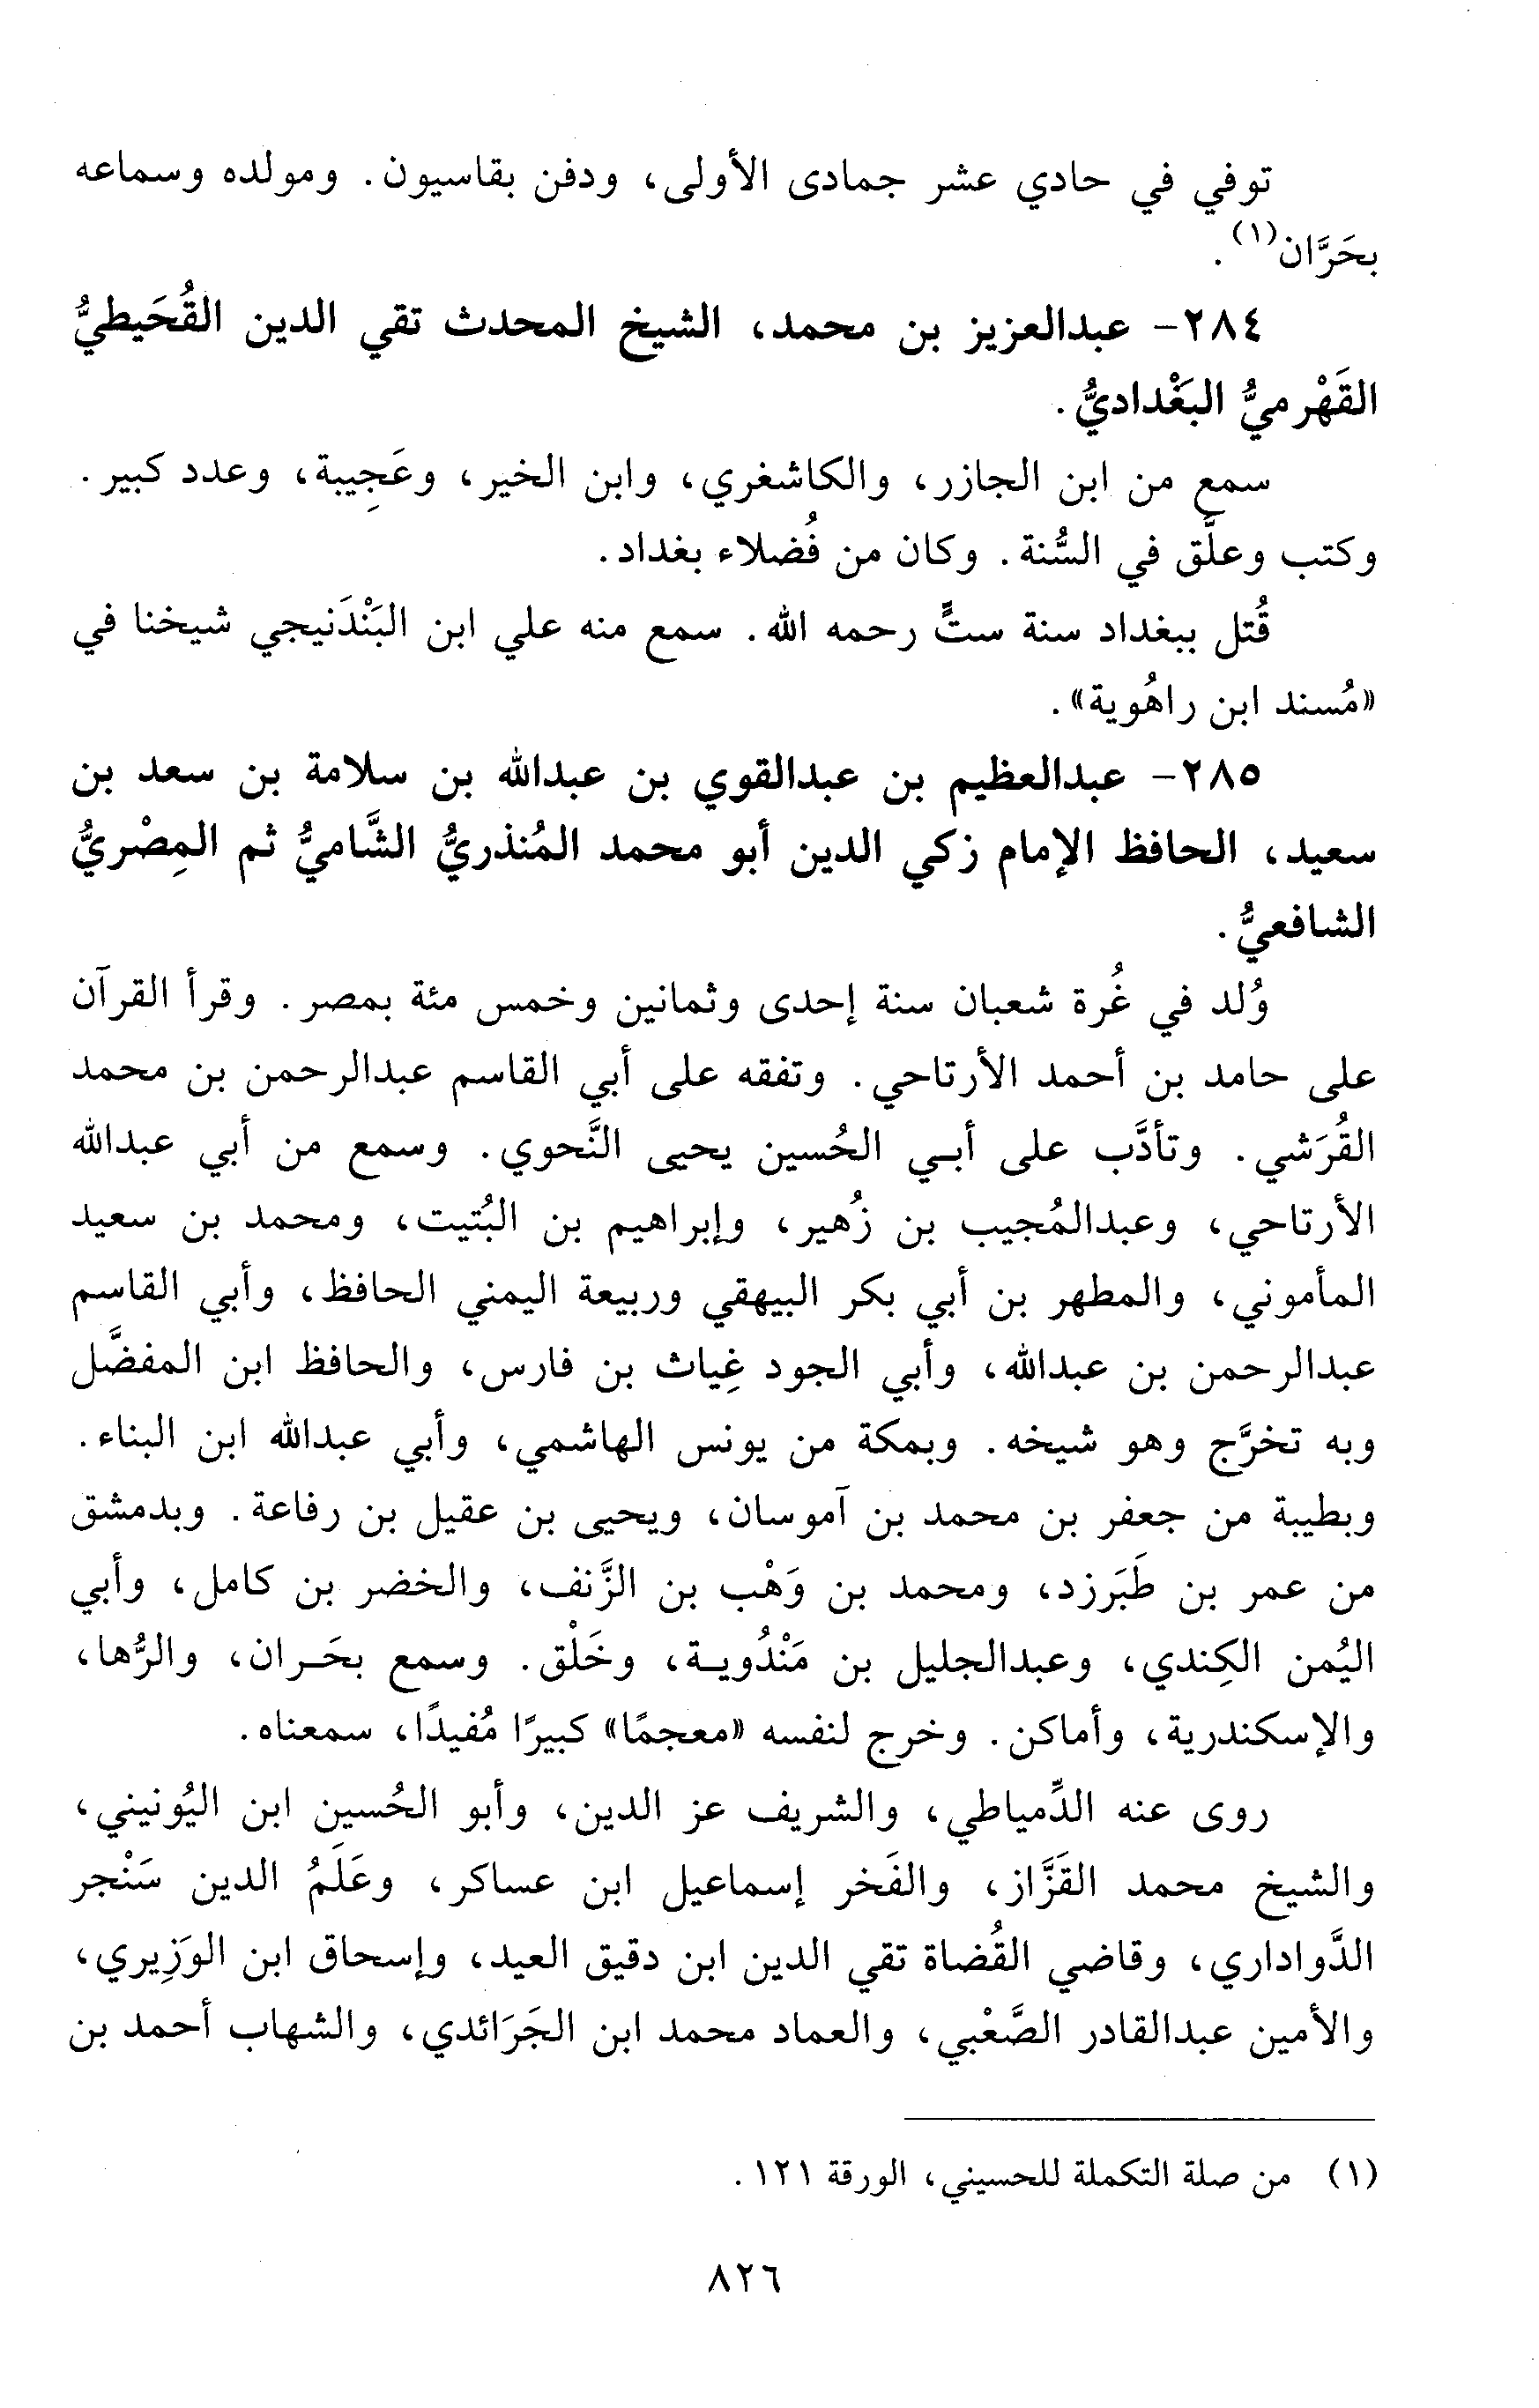 توفي في حادي عشر جمادى الأولى، ودفن بقاسيون. ومولده وسماعه
بحَرَّان(١).
٢٨٤- عبدالعزيز بن محمد، الشيخ المحدث تقي الدين القُحَيطيُّ
القَهْرميُّ البَغْداديُّ.
سمع من ابن الجازر، والكاشغري، وابن الخير، وعَجِيبة، وعدد كبير.
وكتب وعلَّق في السُّنة. وكان من فُضلاء بغداد.
قُتل ببغداد سنة ستٍّ رحمه الله. سمع منه علي ابن البَنْدَنيجي شيخنا في
«مُسند ابن راهُوية».
٢٨٥- عبدالعظيم بن عبدالقوي بن عبدالله بن سلامة بن سعد بن
سعيد، الحافظ الإمام زكي الدين أبو محمد المُنذريُّ الشَّاميُّ ثم المِصْريُّ
الشافعيُّ.
وُلد في غُرة شعبان سنة إحدى وثمانين وخمس مئة بمصر. وقرأ القرآن
على حامد بن أحمد الأرتاحي. وتفقه على أبي القاسم عبدالرحمن بن محمد
القُرَشي. وتأدَّب على أبي الحُسين يحيى النَّحوي. وسمع من أبي عبدالله
الأرتاحي، وعبدالمُجيب بن زُهير، وإبراهيم بن البُتيت، ومحمد بن سعيد
المأموني، والمطهر بن أبي بكر البيهقي وربيعة اليمني الحافظ، وأبي القاسم
عبدالرحمن بن عبدالله، وأبي الجود غِياث بن فارس، والحافظ ابن المفضَّل
وبه تخرَّج وهو شيخه. وبمكة من يونس الهاشمي، وأبي عبدالله ابن البناء.
وبطيبة من جعفر بن محمد بن آموسان، ويحيى بن عقيل بن رفاعة. وبدمشق
من عمر بن طَبَرزد، ومحمد بن وَهْب بن الزَّنف، والخضر بن كامل، وأبي
اليُمن الكِندي، وعبدالجليل بن مَنْدُويـة، وخَلْق. وسمع بحَـران، والرُّها،
والإسكندرية، وأماكن. وخرج لنفسه «معجمًا» كبيرًا مُفيدًا، سمعناه.
روى عنه الدِّمياطي، والشريف عز الدين، وأبو الحُسين ابن اليُونيني،
والشيخ محمد القَزَّاز، والفَخر إسماعيل ابن عساكر، وعَلَمُ الدين سَنْجر
الدَّواداري، وقاضي القُضاة تقي الدين ابن دقيق العيد، وإسحاق ابن الوَزِيري،
والأمين عبدالقادر الصَّعْبي، والعماد محمد ابن الجَرَائدي، والشهاب أحمد بن
(١) من صلة التكملة للحسيني، الورقة ١٢١.
٨٢٦